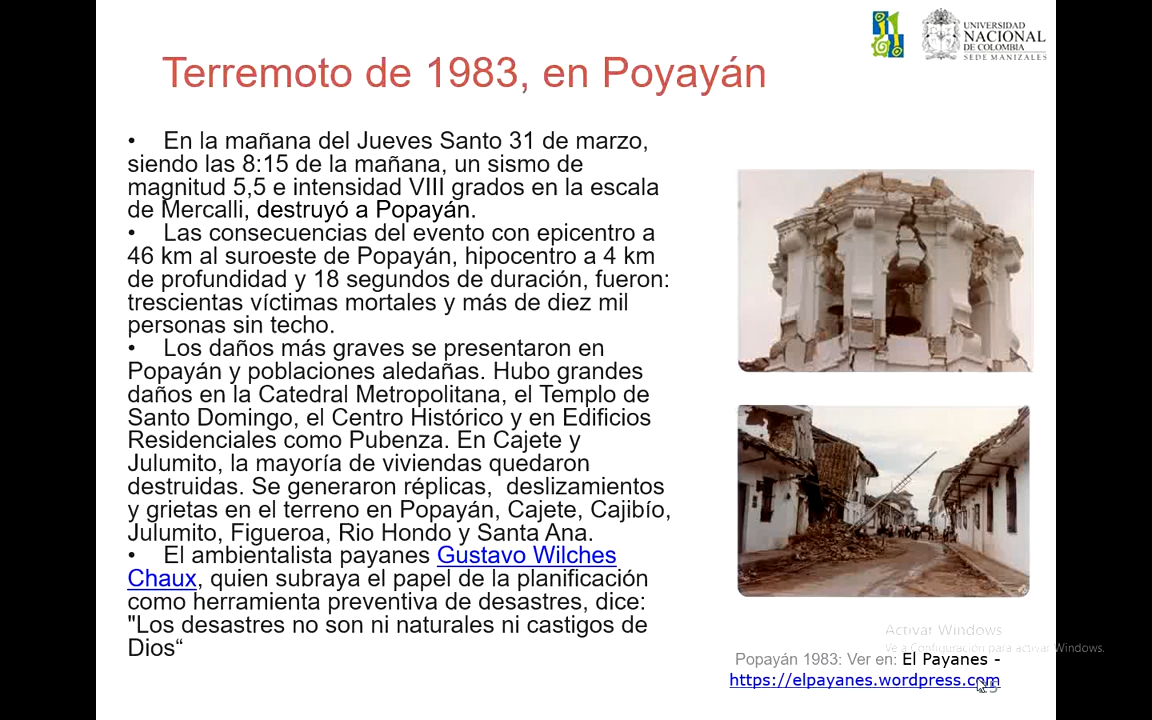 UNIVERSIDAD
NACIONAL
DE COLOMBIA
SEDE MANIZALES
Terremoto de 1983, en Poyayán
• En la mañana del Jueves Santo 31 de marzo,
siendo las 8:15 de la mañana, un sismo de
magnitud 5,5 e intensidad VIII grados en la escala
de Mercalli, destruyó a Popayán.
• Las consecuencias del evento con epicentro a
46 km al suroeste de Popayán, hipocentro a 4 km
de profundidad y 18 segundos de duración, fueron:
trescientas víctimas mortales y más de diez mil
personas sin techo.
• Los daños más graves se presentaron en
Popayán y poblaciones aledañas. Hubo grandes
daños en la Catedral Metropolitana, el Templo de
Santo Domingo, el Centro Histórico y en Edificios
Residenciales como Pubenza. En Cajete y
Julumito, la mayoría de viviendas quedaron
destruidas. Se generaron réplicas, deslizamientos
y grietas en el terreno en Popayán, Cajete, Cajibío,
Julumito, Figueroa, Rio Hondo y Santa Ana.
• El ambientalista payanes Gustavo Wilches
Chaux, quien subraya el papel de la planificación
como herramienta preventiva de desastres, dice:
"Los desastres no son ni naturales ni castigos de
Dios“
Activar Windows
Ve a Configuración para activar Windows.
Popayán 1983: Ver en: El Payanes -
https://elpayanes.wordpress.com